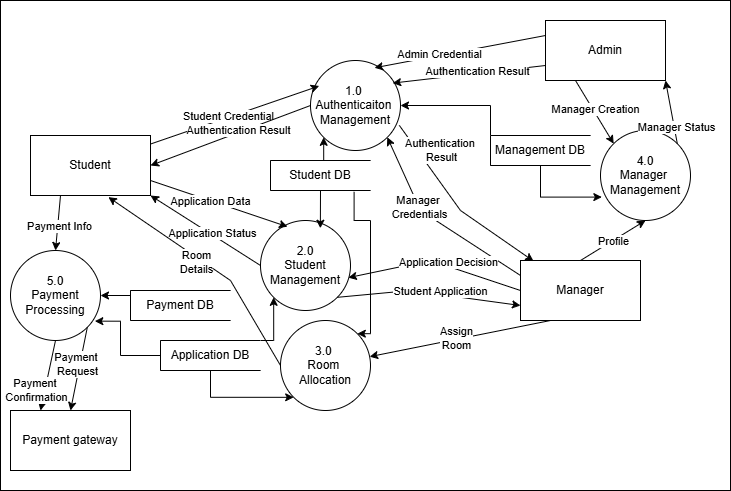 Admin Credential
Admin
Authentication Result
1.0
Authenticaiton
Management
Student Credential
Authentication Result
Manager Creation
Manager Status
Authentication
Result
Management DB
4.0
Manager
Management
Student
Student DB
Manager
Credentials
Application Data
Payment Info
Application Status
Room
Details
2.0
Student
Management
Profile
Application Decision
Manager
Student Application
5.0
Payment
Processing
Payment DB
Assign
Room
Application DB
3.0
Room
Allocation
Payment
Request
Payment
Confirmation
Payment gateway